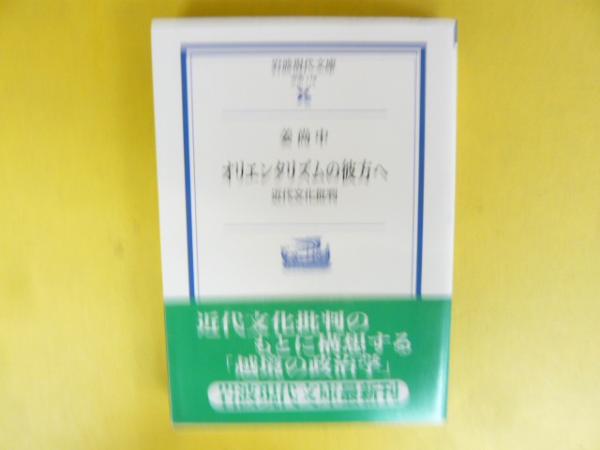 岩波現代文庫
姜尚中
オリエンタリズムの彼方へ
近代文化批判
近代文化批判の
もとに構想する
「越境の政治学」
岩波現代文庫最新刊